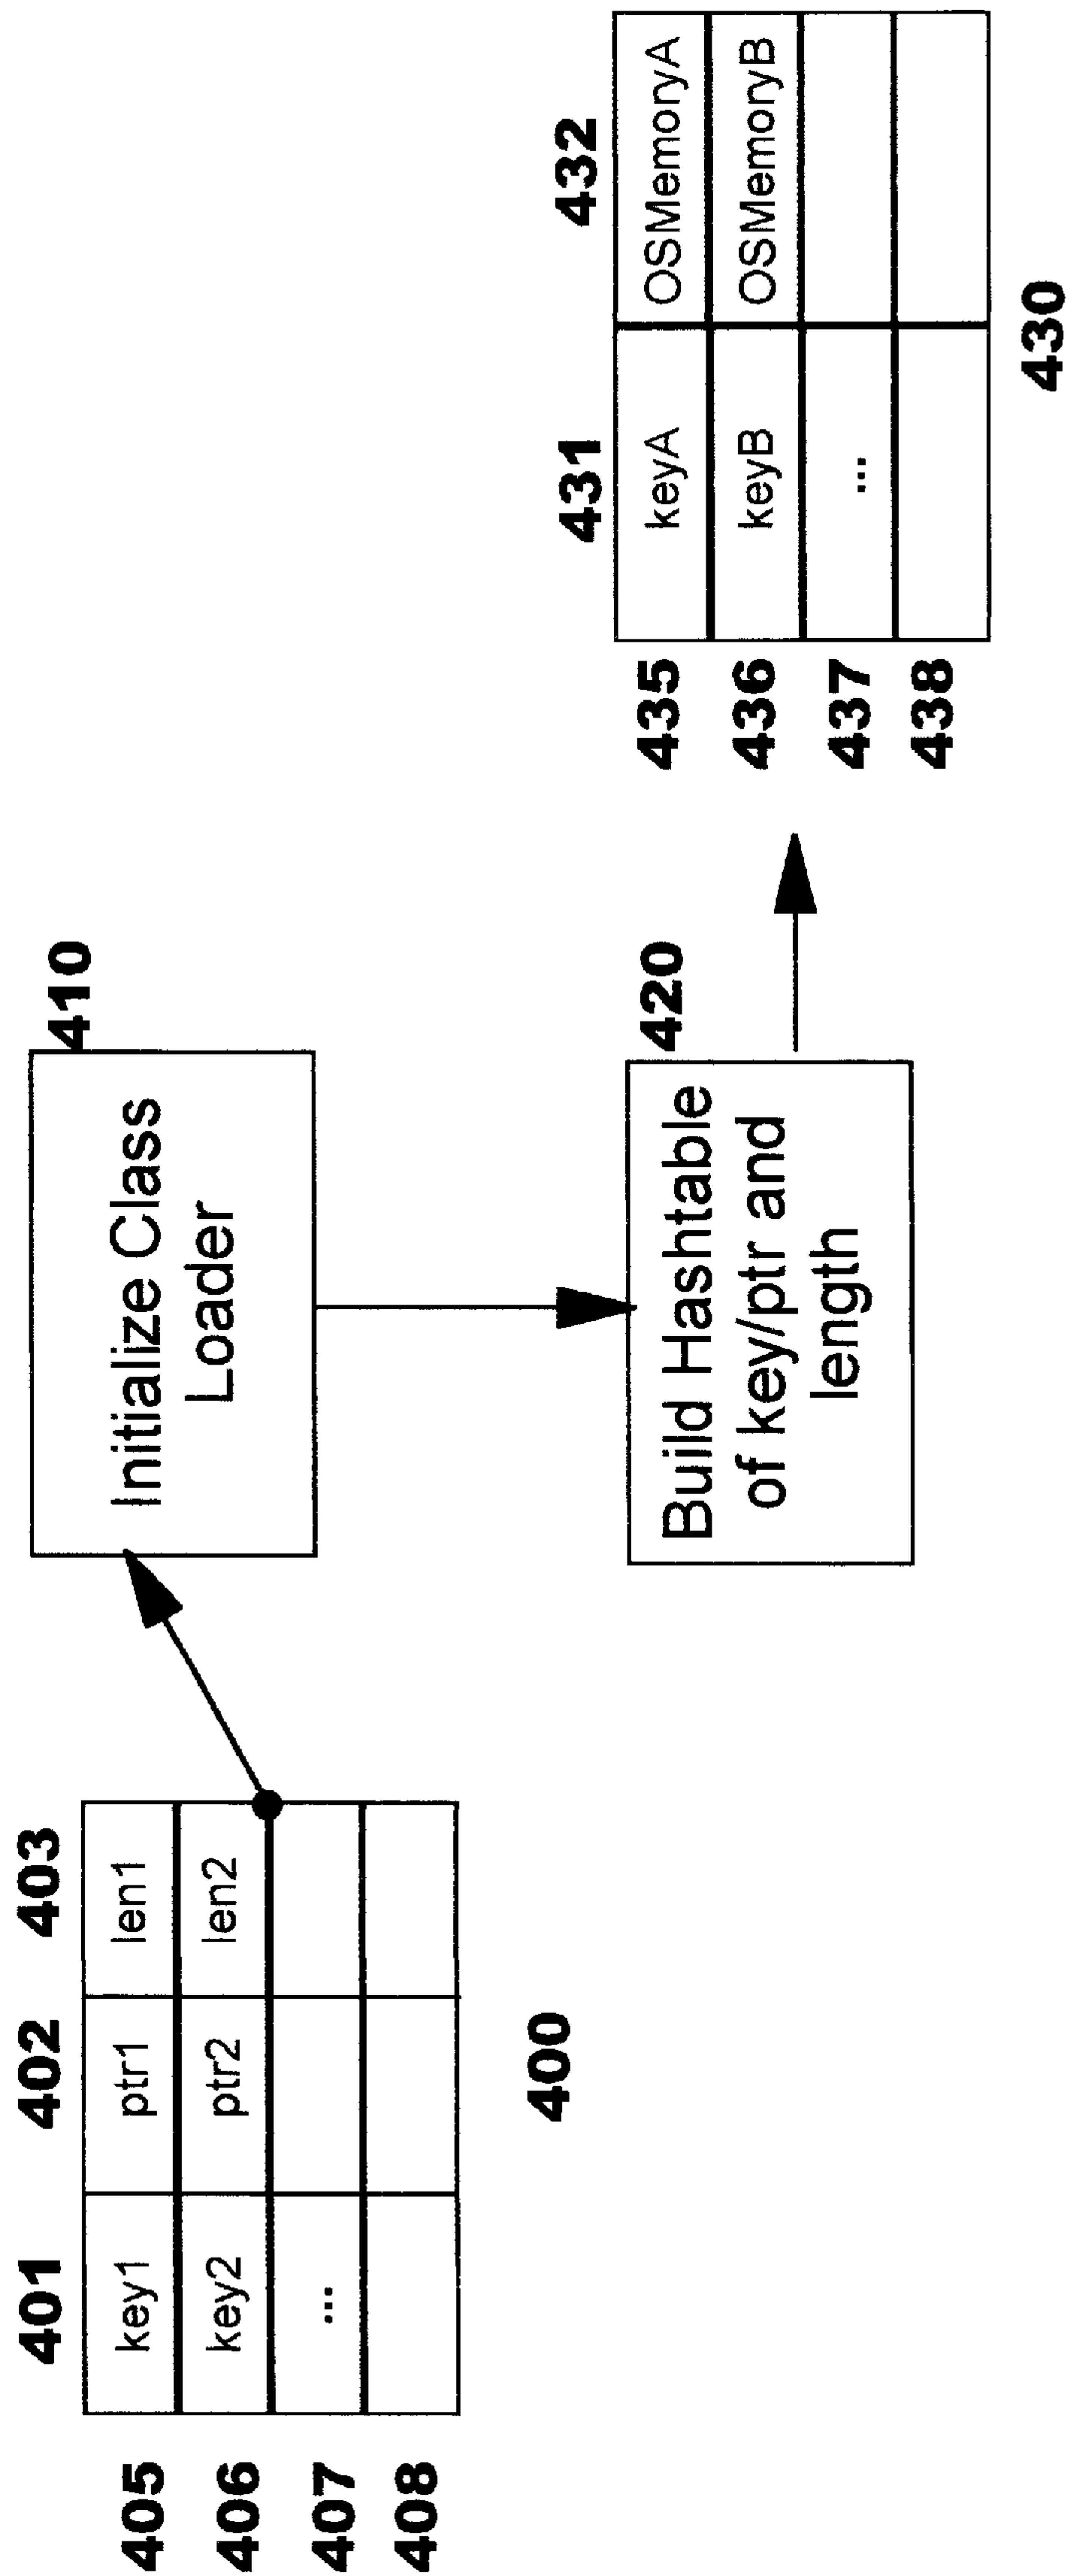 401 402 403
405 key1 ptr1 len1
406 key2 ptr2 len2
407 ...
408
400
Initialize Class
Loader
410
Build Hashtable
of key/ptr and
length
420
431 432
435 keyA OSMemoryA
436 keyB OSMemoryB
437 ...
438
430